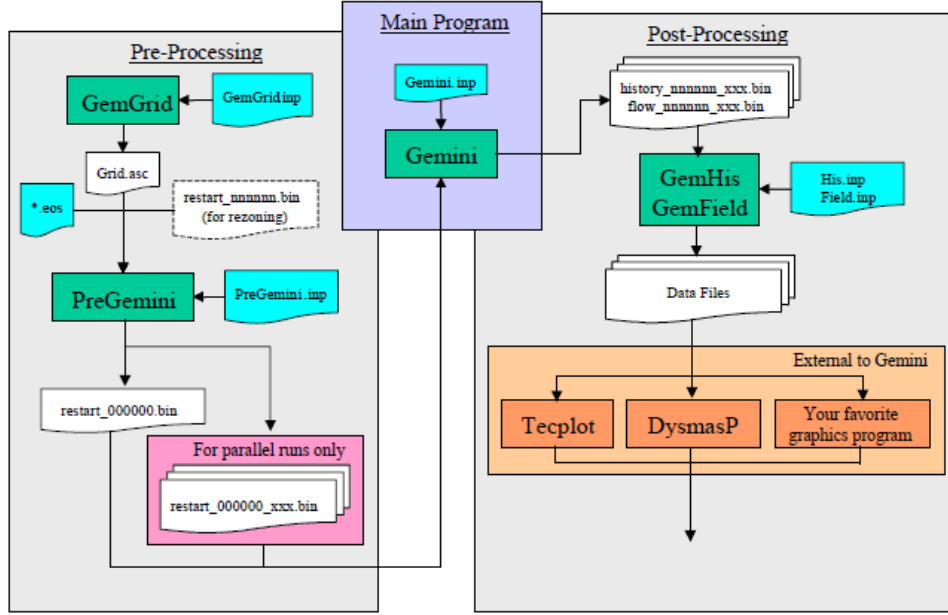 Pre-Processing
GemGrid
GemGridinp
Grid.asc
*.eos
restart_nnnnnn.bin
(for rezoning)
PreGemini
PreGemini.inp
restart_000000.bin
For parallel runs only
restart_000000_xxx.bin
Main Program
Gemini.inp
Gemini
Post-Processing
history_nnnnnn_xxx.bin
flow_nnnnnn_xxx.bin
GemHis
GemField
His.inp
Field.inp
Data Files
External to Gemini
Tecplot
DysmasP
Your favorite
graphics program